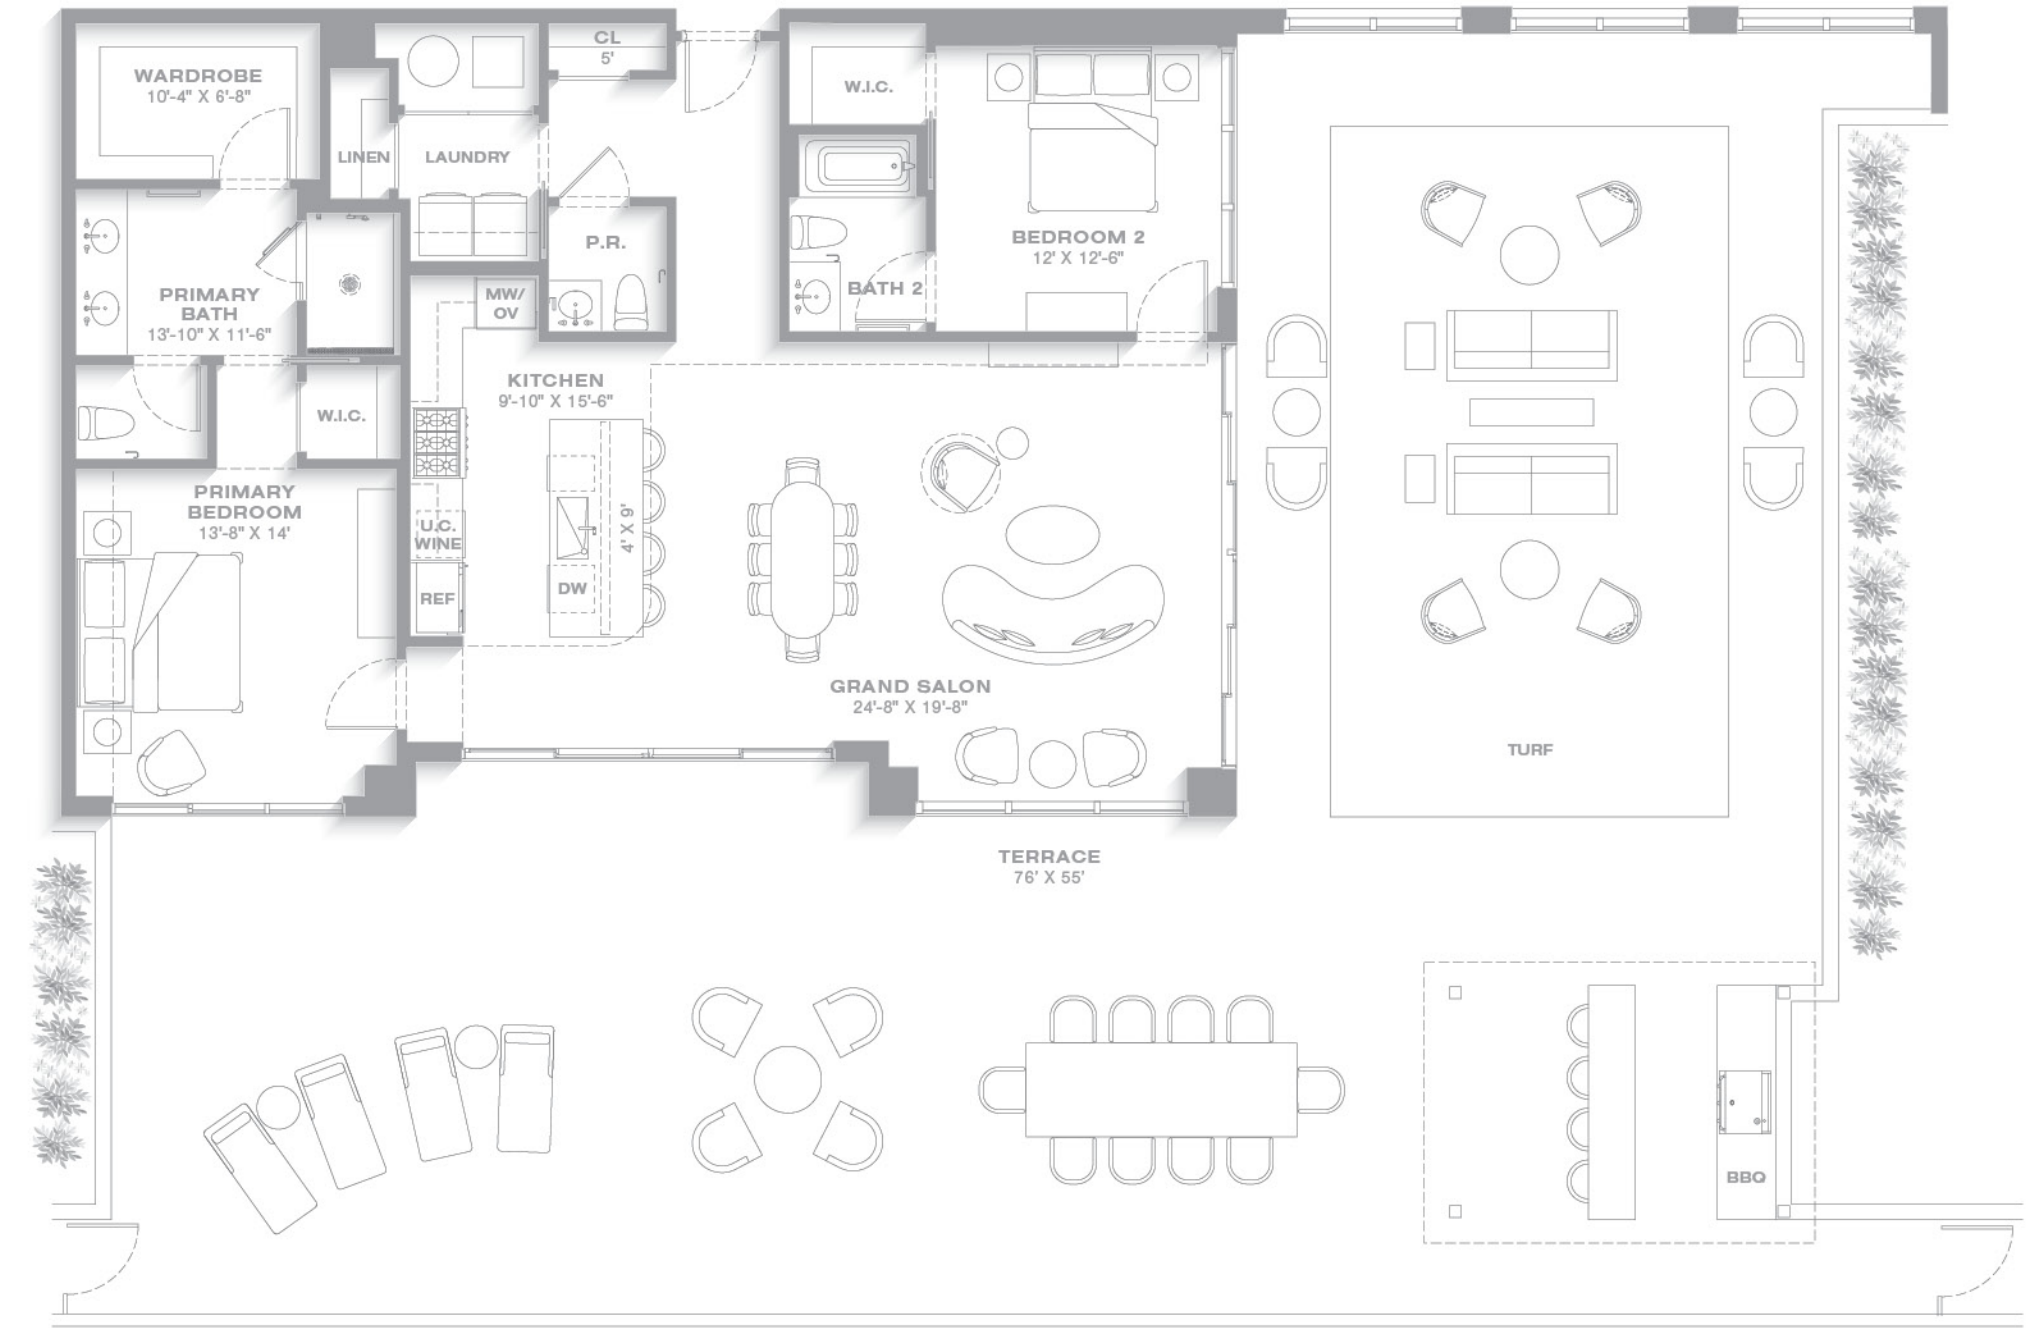 CL
5'
WARDROBE
10'-4" X 6'-8"
W.I.C.
LINEN
LAUNDRY
P.R.
BEDROOM 2
12' X 12'-6"
BATH 2
MW/
OV
PRIMARY
BATH
13'-10" X 11'-6"
KITCHEN
9'-10" X 15'-6"
W.I.C.
PRIMARY
BEDROOM
13'-8" X 14'
U.C.
WINE
4' X 9'
DW
REF
GRAND SALON
24'-8" X 19'-8"
TURF
TERRACE
76' X 55'
BBQ